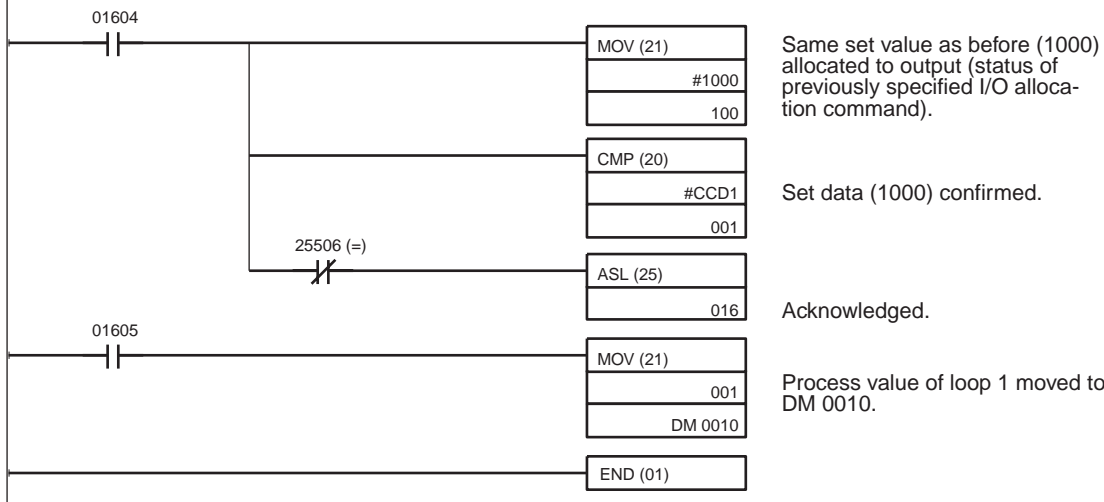 01604
MOV (21)
#1000
100
Same set value as before (1000)
allocated to output (status of
previously specified I/O alloca-
tion command).
CMP (20)
#CCD1
001
Set data (1000) confirmed.
25506 (=)
ASL (25)
016
Acknowledged.
01605
MOV (21)
001
DM 0010
Process value of loop 1 moved to
DM 0010.
END (01)